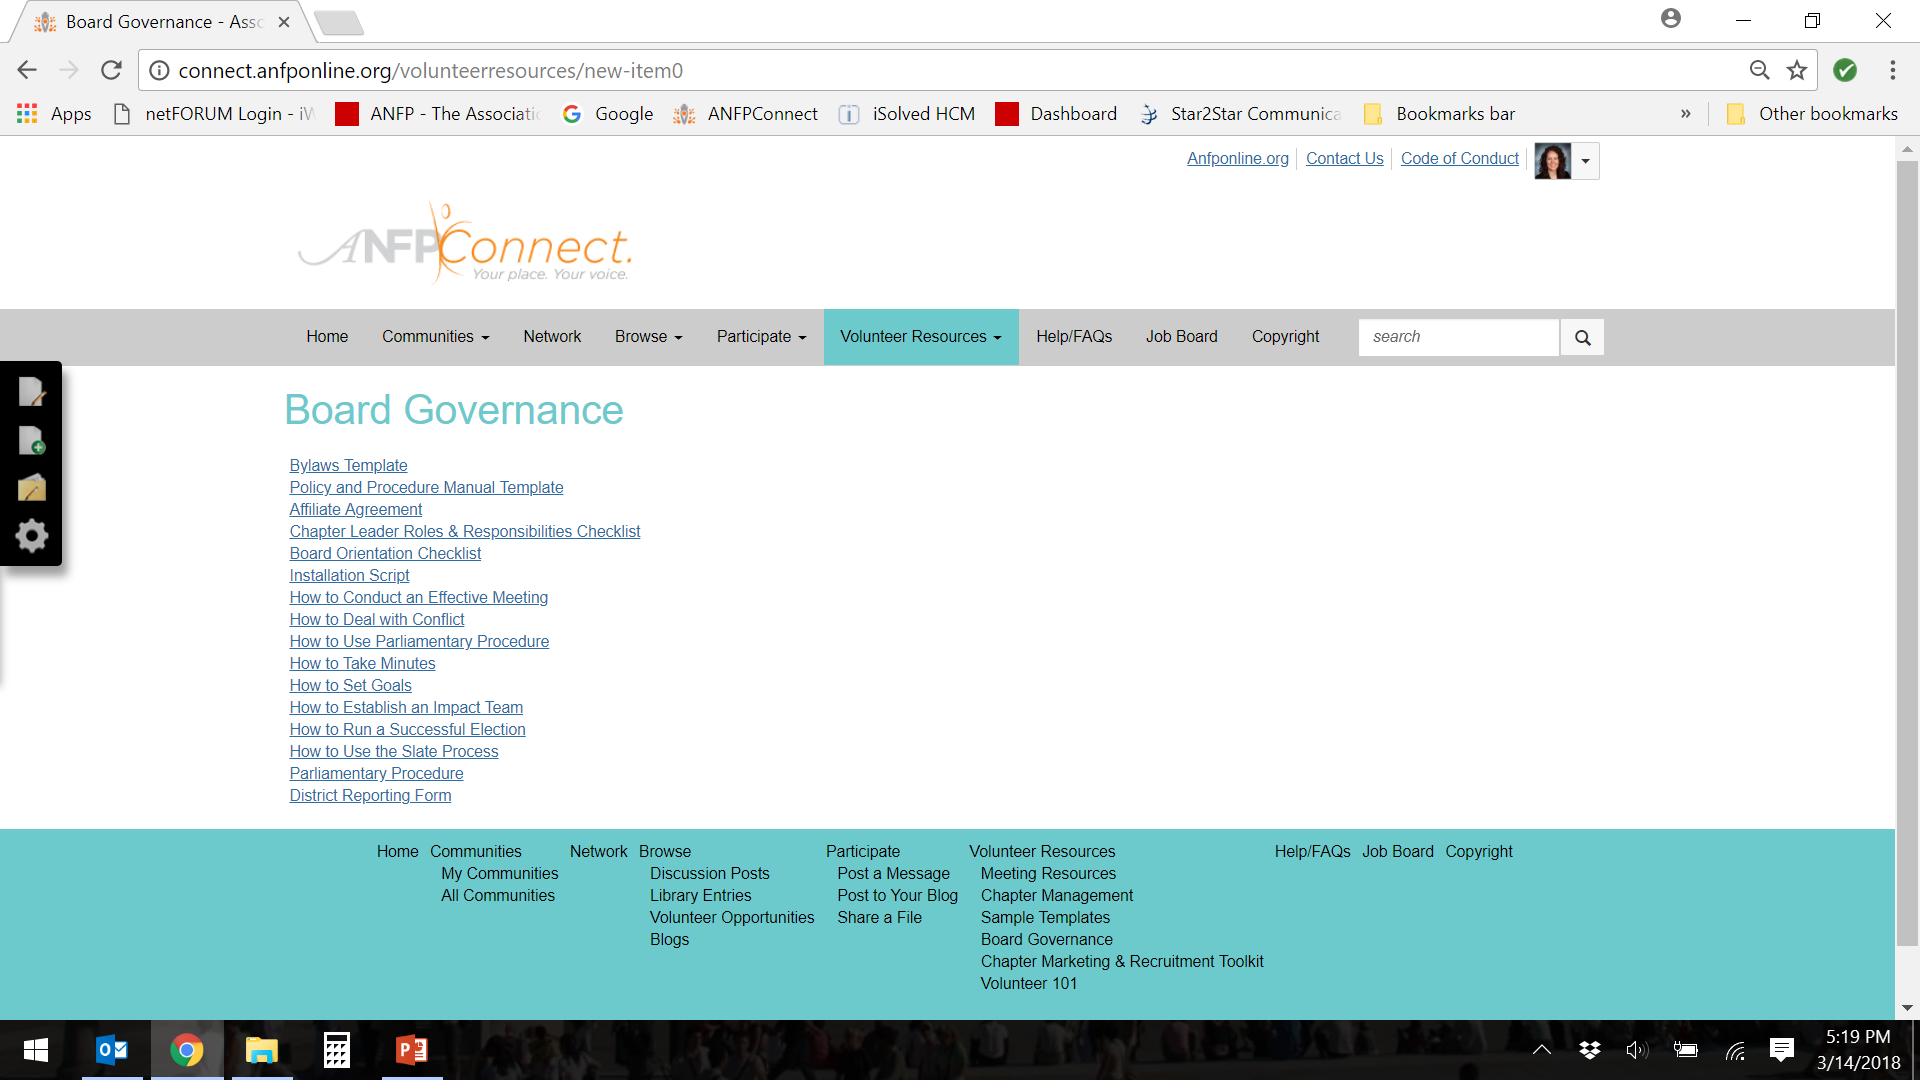 Board Governance - Ass
connect.anfponline.org/volunteerresources/new-item0
Apps netFORUM Login - iW ANFP - The Associati Google ANFPConnect iSolved HCM Dashboard Star2Star Communica Bookmarks bar » Other bookmarks
Anfponline.org Contact Us Code of Conduct
ANFPConnect.
Your place. Your voice.
Home Communities Network Browse Participate Volunteer Resources Help/FAQs Job Board Copyright search
Board Governance
Bylaws Template
Policy and Procedure Manual Template
Affiliate Agreement
Chapter Leader Roles & Responsibilities Checklist
Board Orientation Checklist
Installation Script
How to Conduct an Effective Meeting
How to Deal with Conflict
How to Use Parliamentary Procedure
How to Take Minutes
How to Set Goals
How to Establish an Impact Team
How to Run a Successful Election
How to Use the Slate Process
Parliamentary Procedure
District Reporting Form
Home Communities Network Browse Participate Volunteer Resources Help/FAQs Job Board Copyright
My Communities Discussion Posts Post a Message Meeting Resources
All Communities Library Entries Post to Your Blog Chapter Management
Volunteer Opportunities Share a File Sample Templates
Blogs Board Governance
Chapter Marketing & Recruitment Toolkit
Volunteer 101
5:19 PM
3/14/2018